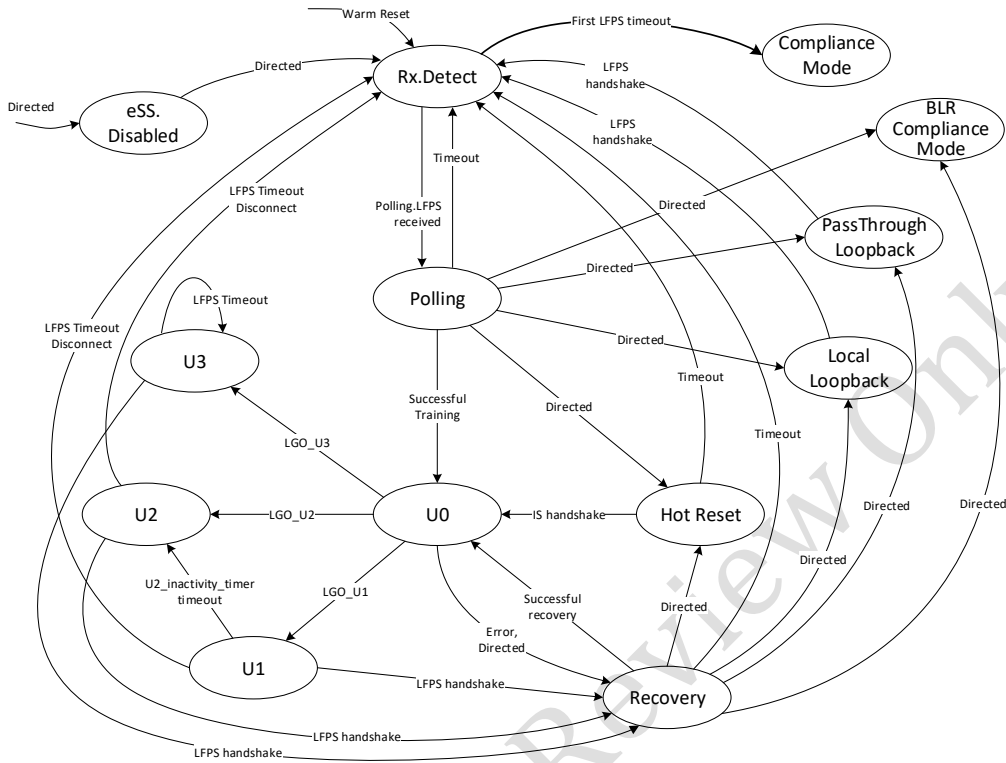 Warm Reset
First LFPS timeout
Compliance
Mode
Directed
Rx.Detect
LFPS
handshake
Directed
eSS.
Disabled
BLR
Compliance
Mode
LFPS
handshake
Timeout
LFPS Timeout
Disconnect
Polling.LFPS
received
Directed
PassThrough
Loopback
Directed
LFPS Timeout
Polling
LFPS Timeout
Disconnect
U3
Directed
Local
Loopback
Timeout
Successful
Training
Directed
Timeout
LGO_U3
Directed
Directed
U2
LGO_U2
U0
IS handshake
Hot Reset
Directed
U2_inactivity_timer
timeout
LGO_U1
Successful
recovery
Directed
Error,
Directed
U1
LFPS handshake
Recovery
LFPS handshake
LFPS handshake
Review Only